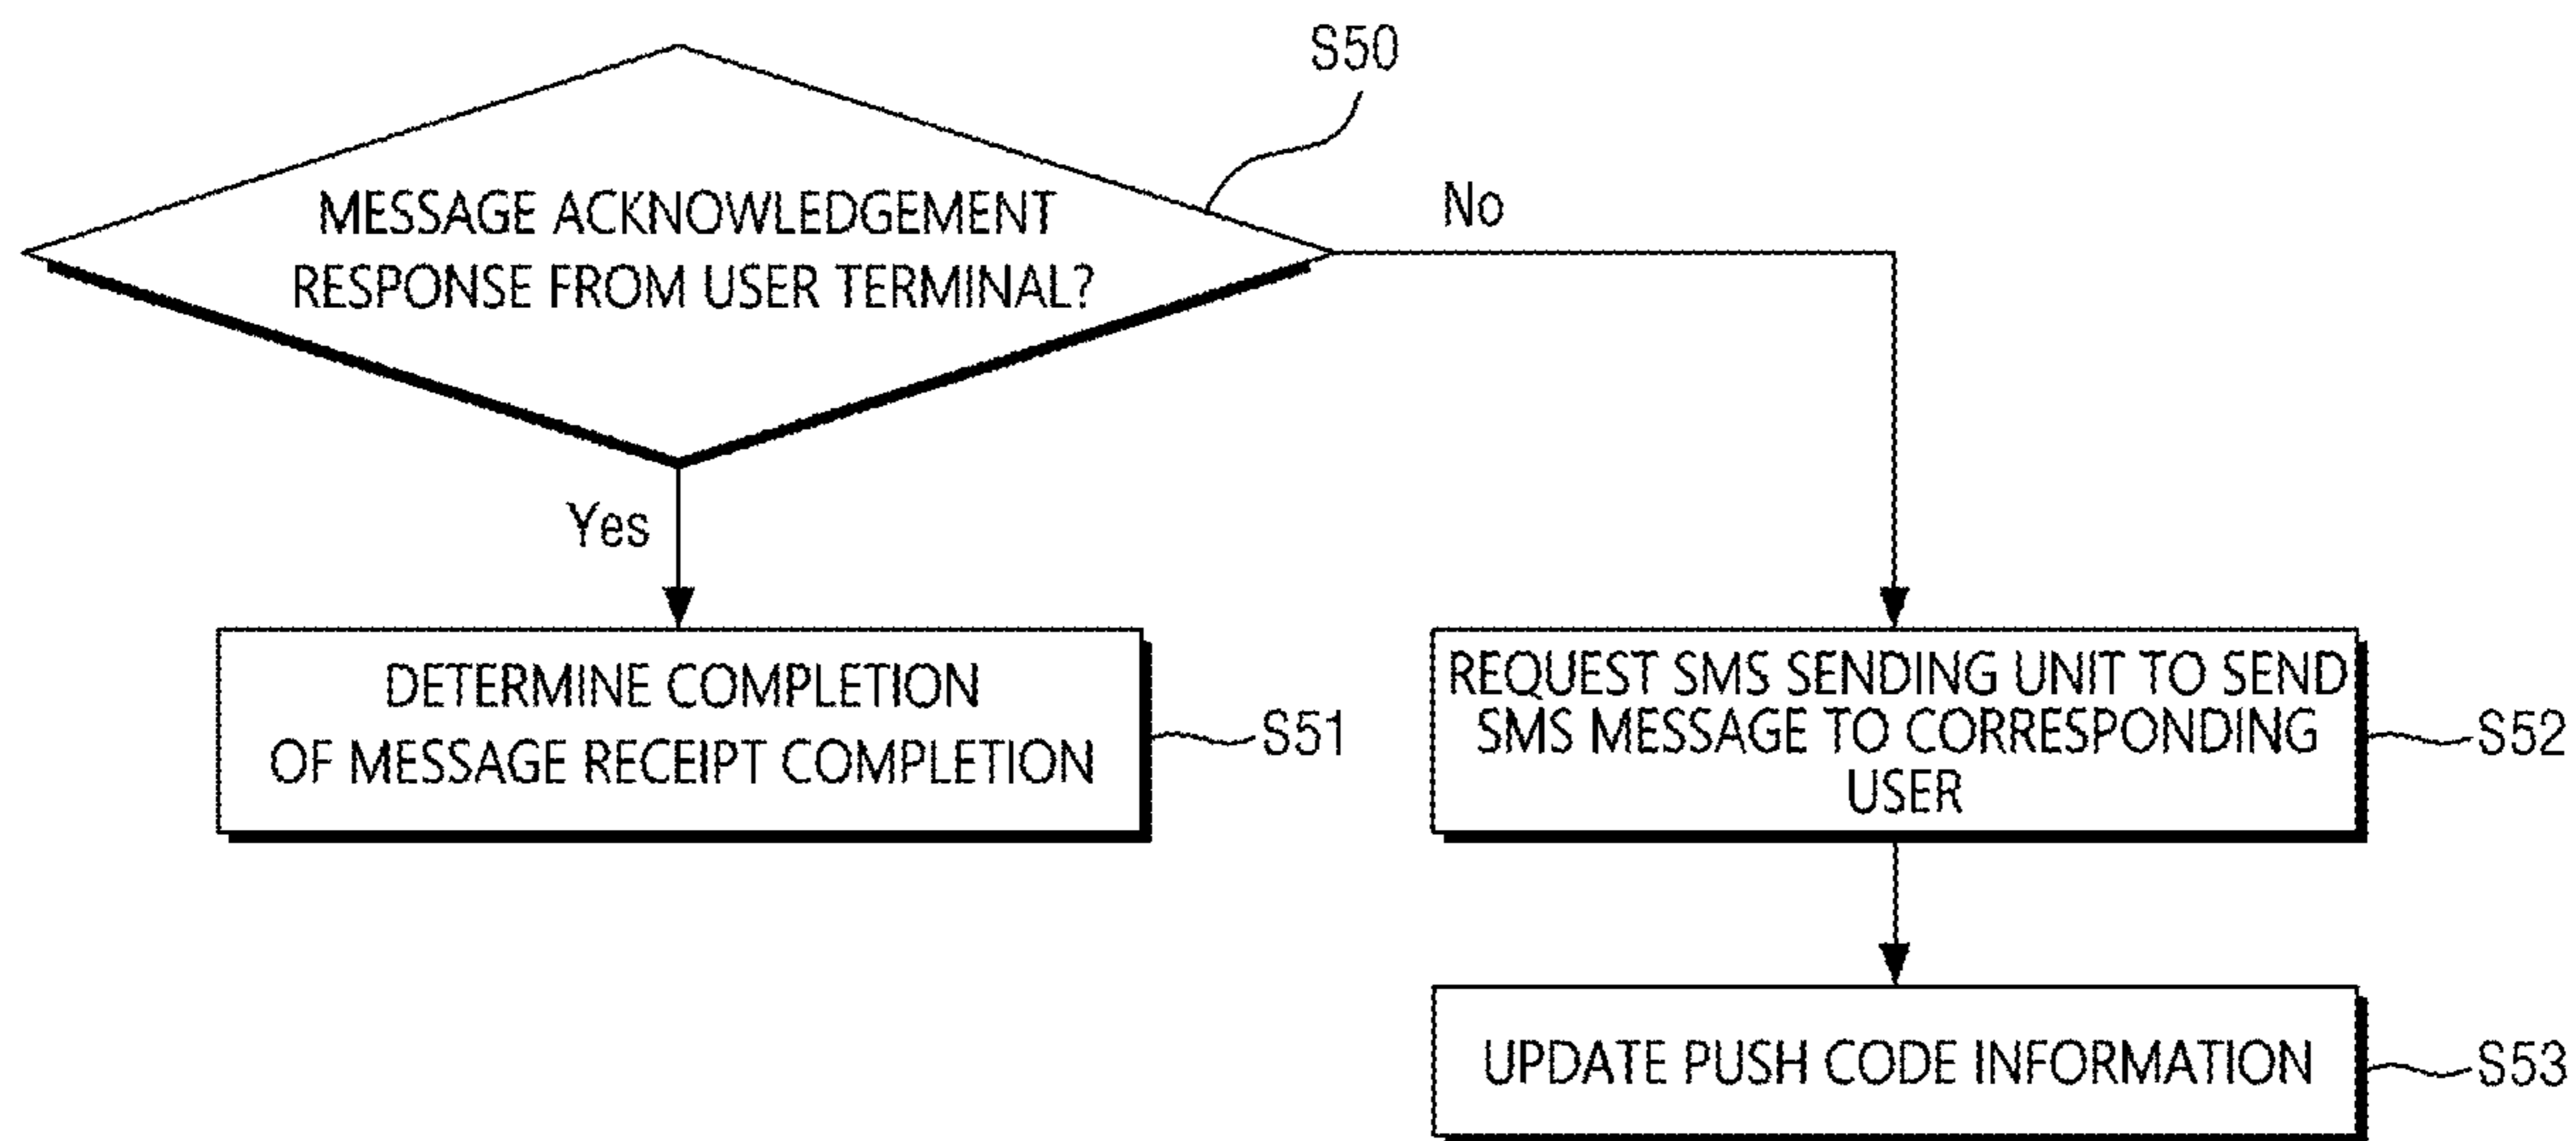 S50
MESSAGE ACKNOWLEDGEMENT
RESPONSE FROM USER TERMINAL?
No
Yes
DETERMINE COMPLETION
OF MESSAGE RECEIPT COMPLETION
S51
REQUEST SMS SENDING UNIT TO SEND
SMS MESSAGE TO CORRESPONDING
USER
S52
UPDATE PUSH CODE INFORMATION
S53